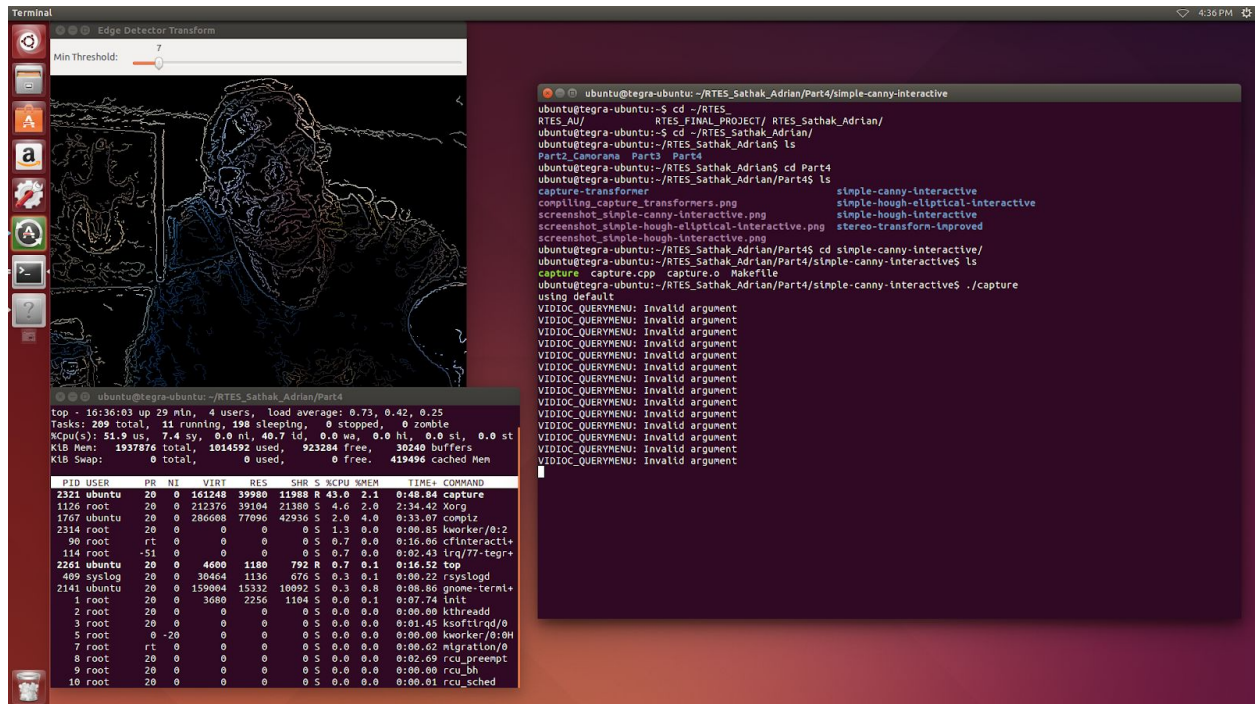 Terminal
4:36 PM
Edge Detector Transform
Min Threshold:
7
ubuntu@tegra-ubuntu: ~/RTES_Sathak_Adrian/Part4/simple-canny-interactive
ubuntu@tegra-ubuntu:~$ cd ~/RTES_
RTES_AU/ RTES_FINAL_PROJECT/ RTES_Sathak_Adrian/
ubuntu@tegra-ubuntu:~$ cd ~/RTES_Sathak_Adrian/
ubuntu@tegra-ubuntu:~/RTES_Sathak_Adrian$ ls
Part2_Camorama Part3 Part4
ubuntu@tegra-ubuntu:~/RTES_Sathak_Adrian$ cd Part4
ubuntu@tegra-ubuntu:~/RTES_Sathak_Adrian/Part4$ ls
capture-transformer simple-canny-interactive
compiling_capture_transformers.png simple-hough-eliptical-interactive
screenshot_simple-canny-interactive.png simple-hough-interactive
screenshot_simple-hough-eliptical-interactive.png stereo-transform-improved
screenshot_simple-hough-interactive.png
ubuntu@tegra-ubuntu:~/RTES_Sathak_Adrian/Part4$ cd simple-canny-interactive/
ubuntu@tegra-ubuntu:~/RTES_Sathak_Adrian/Part4/simple-canny-interactive$ ls
capture capture.cpp capture.o Makefile
ubuntu@tegra-ubuntu:~/RTES_Sathak_Adrian/Part4/simple-canny-interactive$ ./capture
using default
VIDIOC_QUERYMENU: Invalid argument
VIDIOC_QUERYMENU: Invalid argument
VIDIOC_QUERYMENU: Invalid argument
VIDIOC_QUERYMENU: Invalid argument
VIDIOC_QUERYMENU: Invalid argument
VIDIOC_QUERYMENU: Invalid argument
VIDIOC_QUERYMENU: Invalid argument
VIDIOC_QUERYMENU: Invalid argument
VIDIOC_QUERYMENU: Invalid argument
VIDIOC_QUERYMENU: Invalid argument
VIDIOC_QUERYMENU: Invalid argument
VIDIOC_QUERYMENU: Invalid argument
VIDIOC_QUERYMENU: Invalid argument
VIDIOC_QUERYMENU: Invalid argument
ubuntu@tegra-ubuntu: ~/RTES_Sathak_Adrian/Part4
top - 16:36:03 up 29 min, 4 users, load average: 0.73, 0.42, 0.25
Tasks: 209 total, 11 running, 198 sleeping, 0 stopped, 0 zombie
%Cpu(s): 51.9 us, 7.4 sy, 0.0 ni, 40.7 id, 0.0 wa, 0.0 hi, 0.0 si, 0.0 st
KiB Mem: 1937876 total, 1014592 used, 923284 free, 30240 buffers
KiB Swap: 0 total, 0 used, 0 free. 419496 cached Mem
PID USER PR NI VIRT RES SHR S %CPU %MEM TIME+ COMMAND
2321 ubuntu 20 0 161248 39980 11988 R 43.0 2.1 0:48.84 capture
1126 root 20 0 212376 39104 21380 S 4.6 2.0 2:34.42 Xorg
1767 ubuntu 20 0 286608 77096 42936 S 2.0 4.0 0:33.07 compiz
2314 root 20 0 0 0 0 S 1.3 0.0 0:00.85 kworker/0:2
90 root rt 0 0 0 0 S 0.7 0.0 0:16.06 cfinteracti+
114 root -51 0 0 0 0 S 0.7 0.0 0:02.43 irq/77-tegr+
2261 ubuntu 20 0 4600 1180 792 R 0.7 0.1 0:16.52 top
409 syslog 20 0 30464 1136 676 S 0.3 0.1 0:00.22 rsyslogd
2141 ubuntu 20 0 159004 15332 10092 S 0.3 0.8 0:08.86 gnome-termi+
1 root 20 0 3680 2256 1104 S 0.0 0.1 0:07.74 init
2 root 20 0 0 0 0 S 0.0 0.0 0:00.00 kthreadd
3 root 20 0 0 0 0 S 0.0 0.0 0:01.45 ksoftirqd/0
5 root 0 -20 0 0 0 S 0.0 0.0 0:00.00 kworker/0:0H
7 root rt 0 0 0 0 S 0.0 0.0 0:00.62 migration/0
8 root 20 0 0 0 0 S 0.0 0.0 0:02.69 rcu_preempt
9 root 20 0 0 0 0 S 0.0 0.0 0:00.00 rcu_bh
10 root 20 0 0 0 0 S 0.0 0.0 0:00.01 rcu_sched